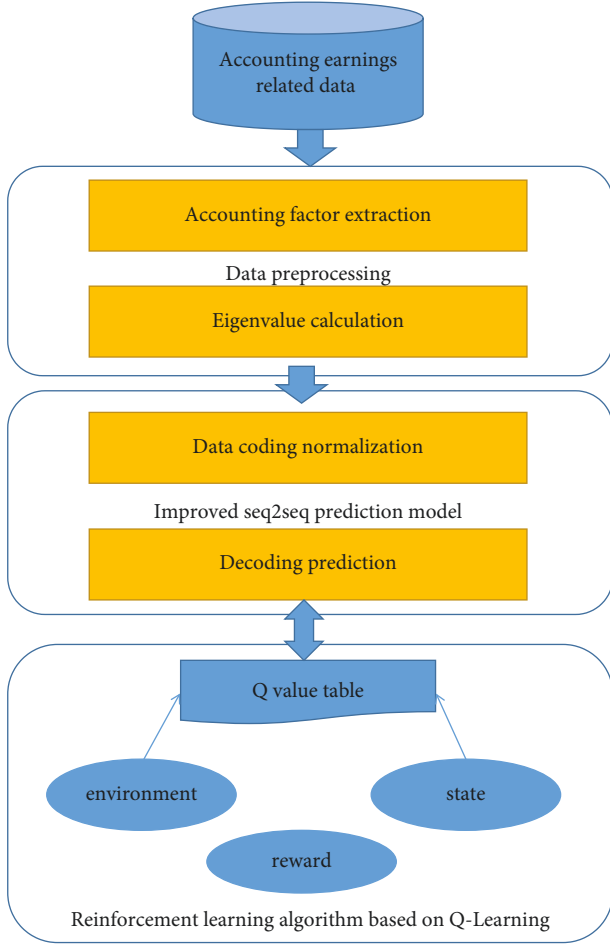 Accounting earnings
related data
Accounting factor extraction
Data preprocessing
Eigenvalue calculation
Data coding normalization
Improved seq2seq prediction model
Decoding prediction
Q value table
environment
state
reward
Reinforcement learning algorithm based on Q-Learning